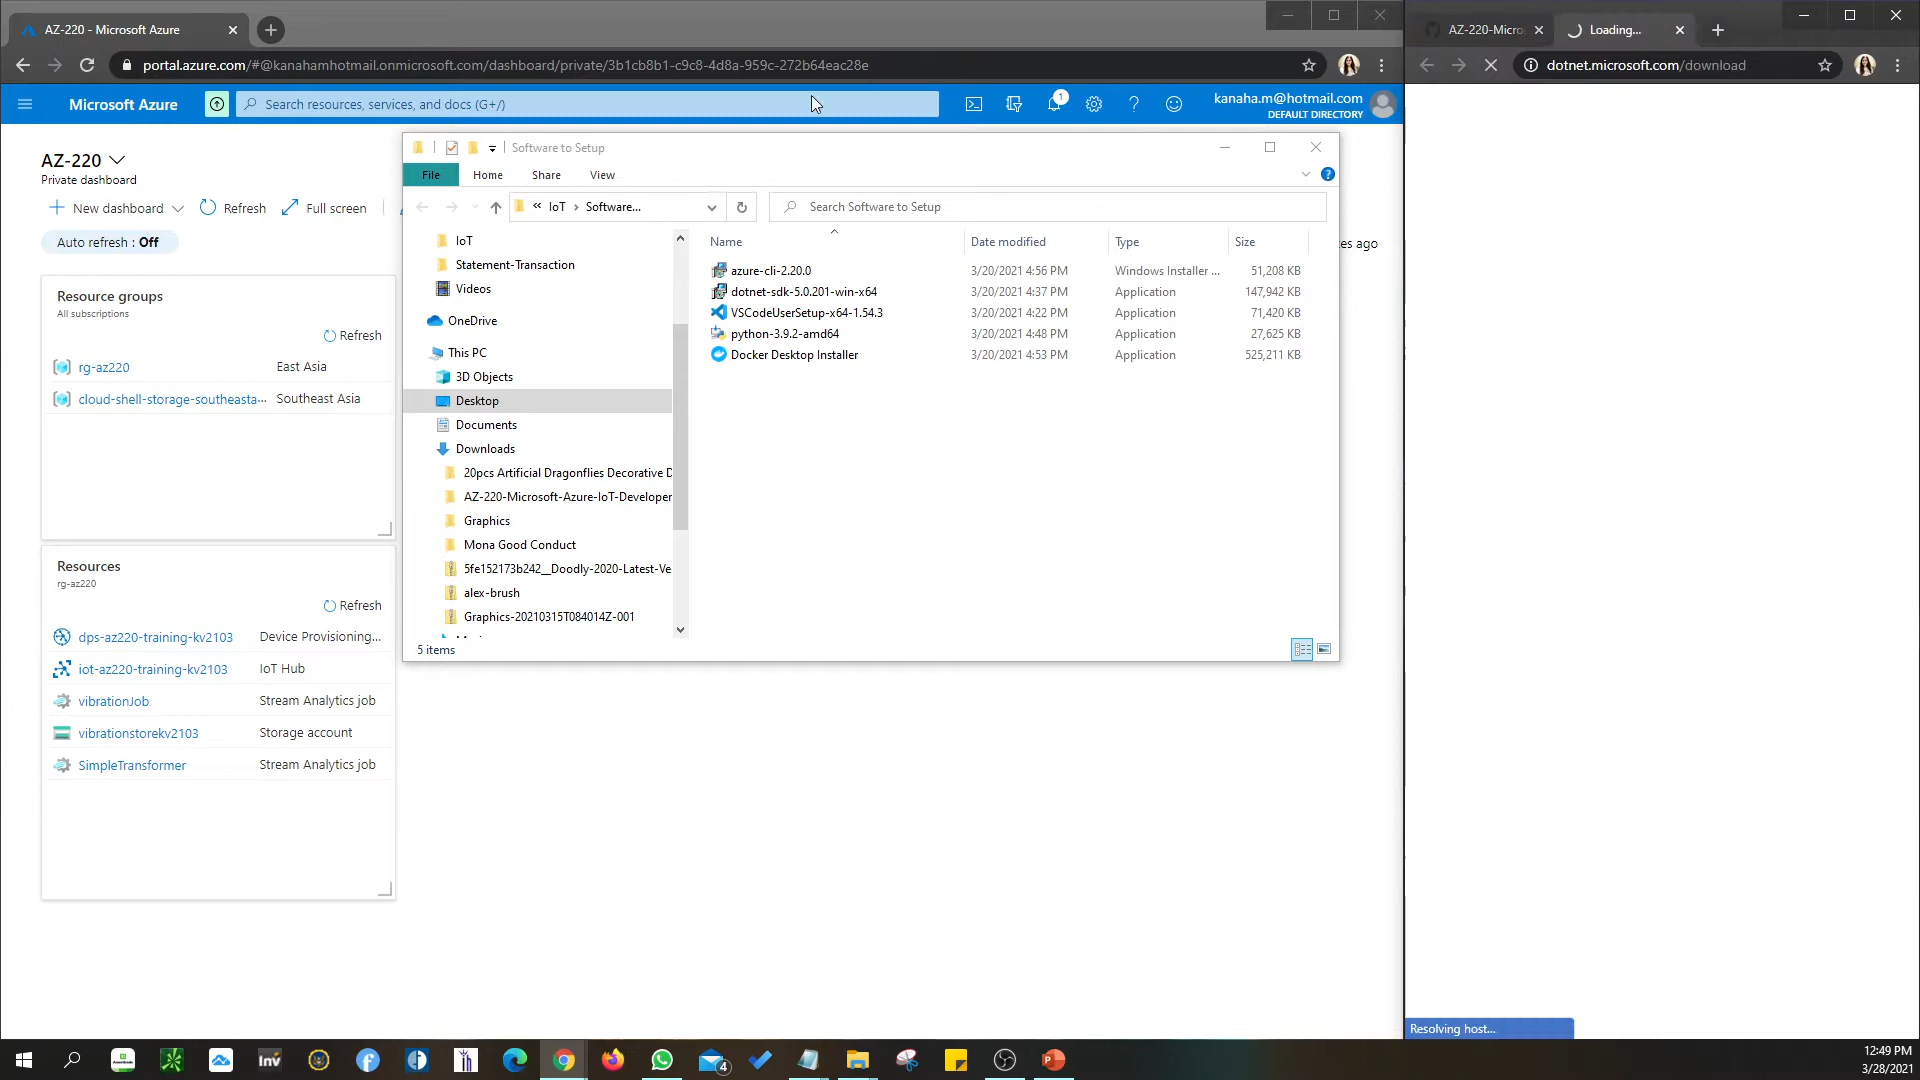 AZ-220 - Microsoft Azure
portal.azure.com/#@kanahamhotmail.onmicrosoft.com/dashboard/private/3b1cb8b1-c9c8-4d8a-959c-272b64eac28e
Microsoft Azure
Search resources, services, and docs (G+/)
1
kanaha.m@hotmail.com
DEFAULT DIRECTORY
AZ-220
Private dashboard
New dashboard
Refresh
Full screen
Auto refresh : Off
es ago
Resource groups
All subscriptions
Refresh
rg-az220 East Asia
cloud-shell-storage-southeasta... Southeast Asia
Resources
rg-az220
Refresh
dps-az220-training-kv2103 Device Provisioning...
iot-az220-training-kv2103 IoT Hub
vibrationJob Stream Analytics job
vibrationstorekv2103 Storage account
SimpleTransformer Stream Analytics job
Software to Setup
File Home Share View
« IoT › Software...
Search Software to Setup
IoT
Statement-Transaction
Videos
OneDrive
This PC
3D Objects
Desktop
Documents
Downloads
20pcs Artificial Dragonflies Decorative D
AZ-220-Microsoft-Azure-IoT-Developer
Graphics
Mona Good Conduct
5fe152173b242__Doodly-2020-Latest-Ve
alex-brush
Graphics-20210315T084014Z-001
Name Date modified Type Size
azure-cli-2.20.0 3/20/2021 4:56 PM Windows Installer ... 51,208 KB
dotnet-sdk-5.0.201-win-x64 3/20/2021 4:37 PM Application 147,942 KB
VSCodeUserSetup-x64-1.54.3 3/20/2021 4:22 PM Application 71,420 KB
python-3.9.2-amd64 3/20/2021 4:48 PM Application 27,625 KB
Docker Desktop Installer 3/20/2021 4:53 PM Application 525,211 KB
5 items
AZ-220-Micro
Loading...
dotnet.microsoft.com/download
Resolving host...
Inv
4
12:49 PM
3/28/2021